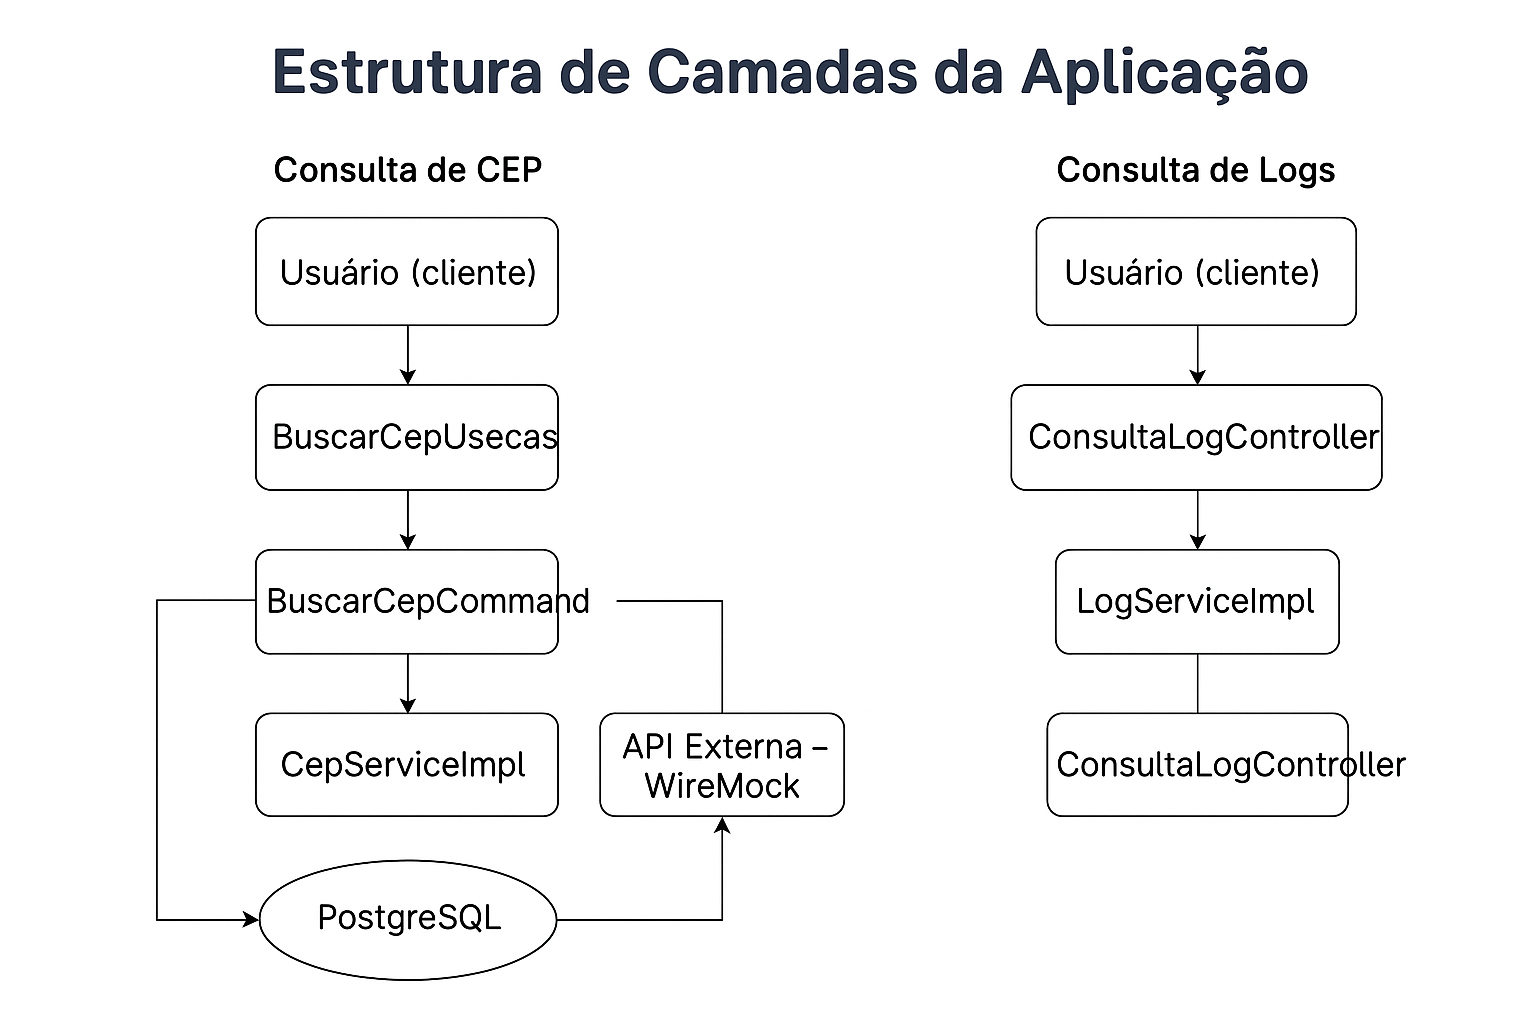 Estrutura de Camadas da Aplicação
Consulta de CEP
Usuário (cliente)
BuscarCepUsecas
BuscarCepCommand
CepServiceImpl
API Externa –
WireMock
PostgreSQL
Consulta de Logs
Usuário (cliente)
ConsultaLogController
LogServiceImpl
ConsultaLogController